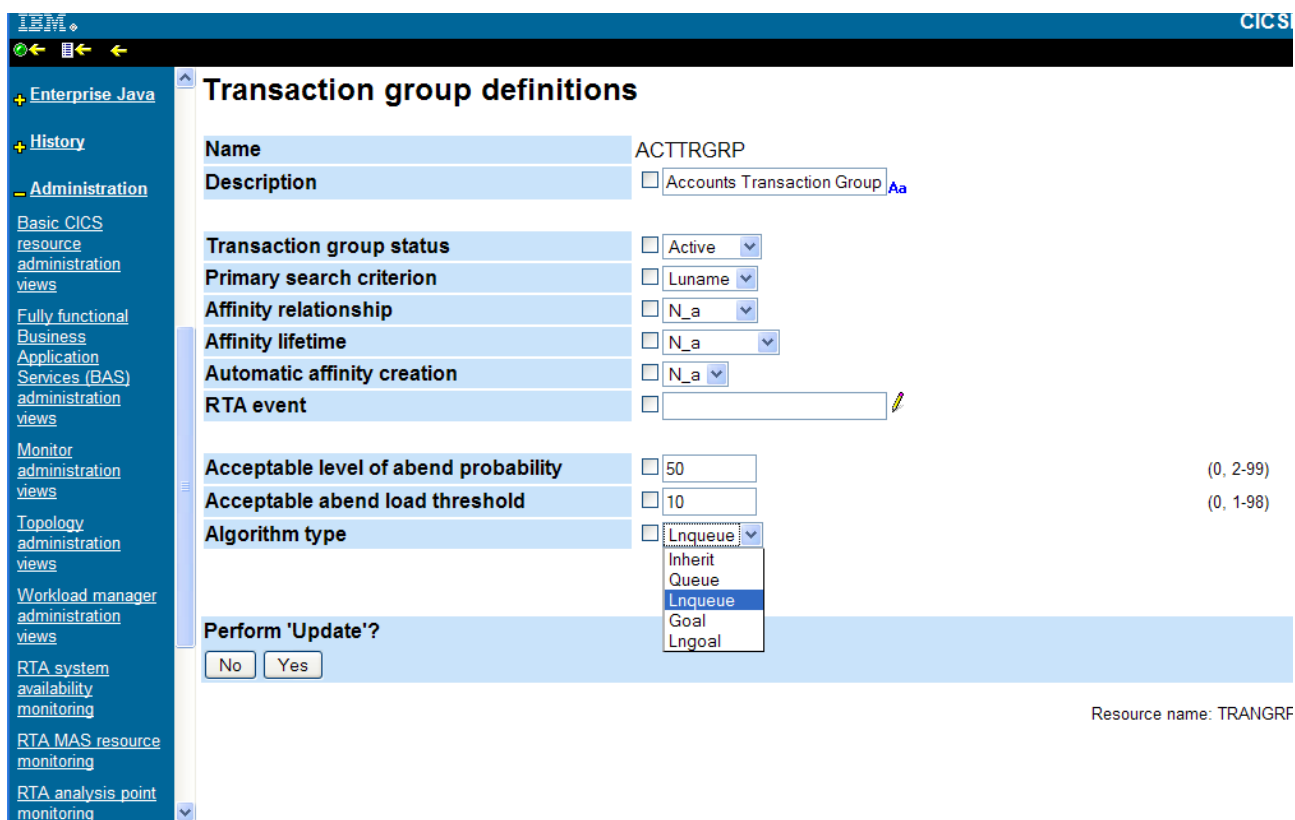 IBM
CICS
Enterprise Java
History
Administration
Basic CICS
resource
administration
views
Fully functional
Business
Application
Services (BAS)
administration
views
Monitor
administration
views
Topology
administration
views
Workload manager
administration
views
RTA system
availability
monitoring
RTA MAS resource
monitoring
RTA analysis point
monitoring
Transaction group definitions
Name ACTTRGRP
Description Accounts Transaction Group Aa
Transaction group status Active
Primary search criterion Luname
Affinity relationship N_a
Affinity lifetime N_a
Automatic affinity creation N_a
RTA event
Acceptable level of abend probability 50 (0, 2-99)
Acceptable abend load threshold 10 (0, 1-98)
Algorithm type Lnqueue
Inherit
Queue
Lnqueue
Goal
Lngoal
Perform 'Update'?
No Yes
Resource name: TRANGRP